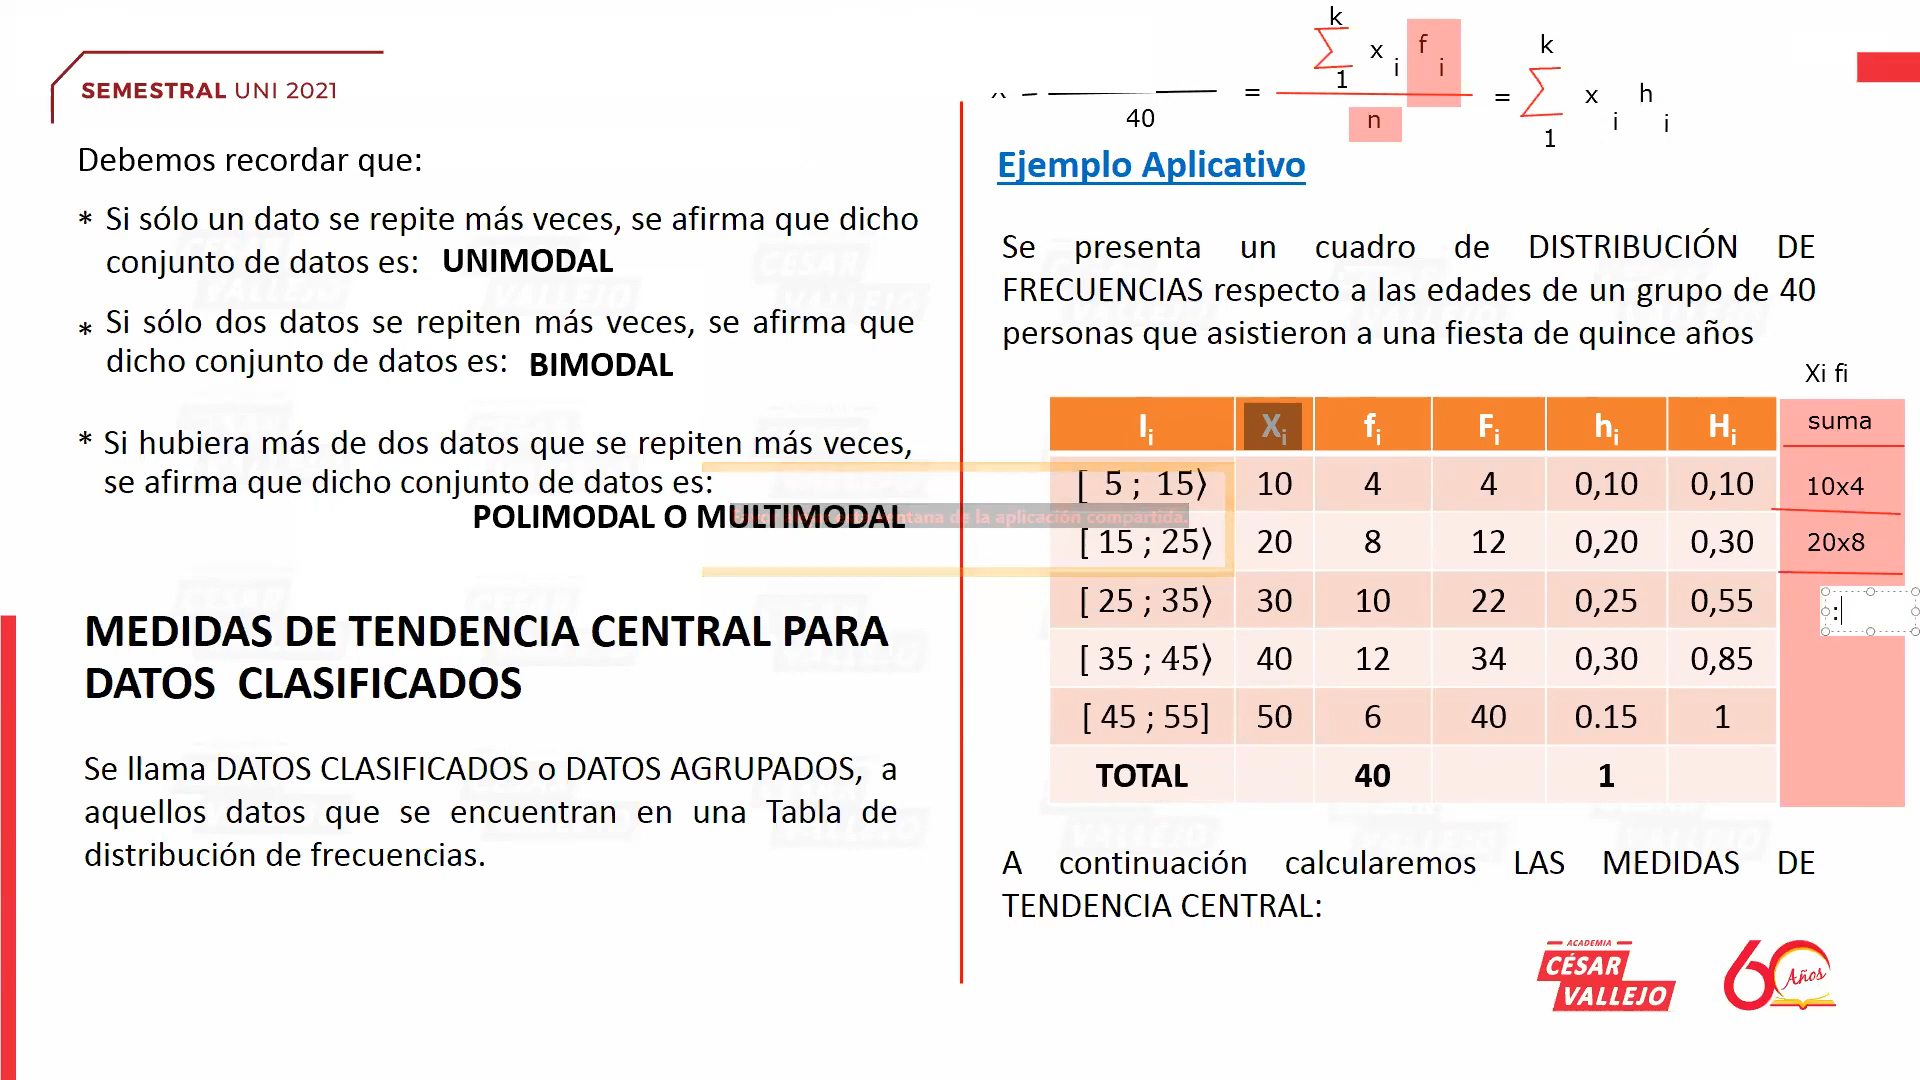 SEMESTRAL UNI 2021
Debemos recordar que:
* Si sólo un dato se repite más veces, se afirma que dicho
conjunto de datos es: UNIMODAL
* Si sólo dos datos se repiten más veces, se afirma que
dicho conjunto de datos es: BIMODAL
* Si hubiera más de dos datos que se repiten más veces,
se afirma que dicho conjunto de datos es:
POLIMODAL O MULTIMODAL
MEDIDAS DE TENDENCIA CENTRAL PARA
DATOS CLASIFICADOS
Se llama DATOS CLASIFICADOS o DATOS AGRUPADOS, a
aquellos datos que se encuentran en una Tabla de
distribución de frecuencias.
k
∑ x i f i
1
40 = n = k ∑ 1 x i h i
Ejemplo Aplicativo
Se presenta un cuadro de DISTRIBUCIÓN DE
FRECUENCIAS respecto a las edades de un grupo de 40
personas que asistieron a una fiesta de quince años
Xi fi
Ii Xi fi Fi hi Hi suma
[ 5 ; 15⟩ 10 4 4 0,10 0,10 10x4
ventana de la aplicación compartida.
[ 15 ; 25⟩ 20 8 12 0,20 0,30 20x8
[ 25 ; 35⟩ 30 10 22 0,25 0,55 :
[ 35 ; 45⟩ 40 12 34 0,30 0,85
[ 45 ; 55] 50 6 40 0.15 1
TOTAL 40 1
A continuación calcularemos LAS MEDIDAS DE
TENDENCIA CENTRAL:
ACADEMIA
CÉSAR
VALLEJO
60 Años